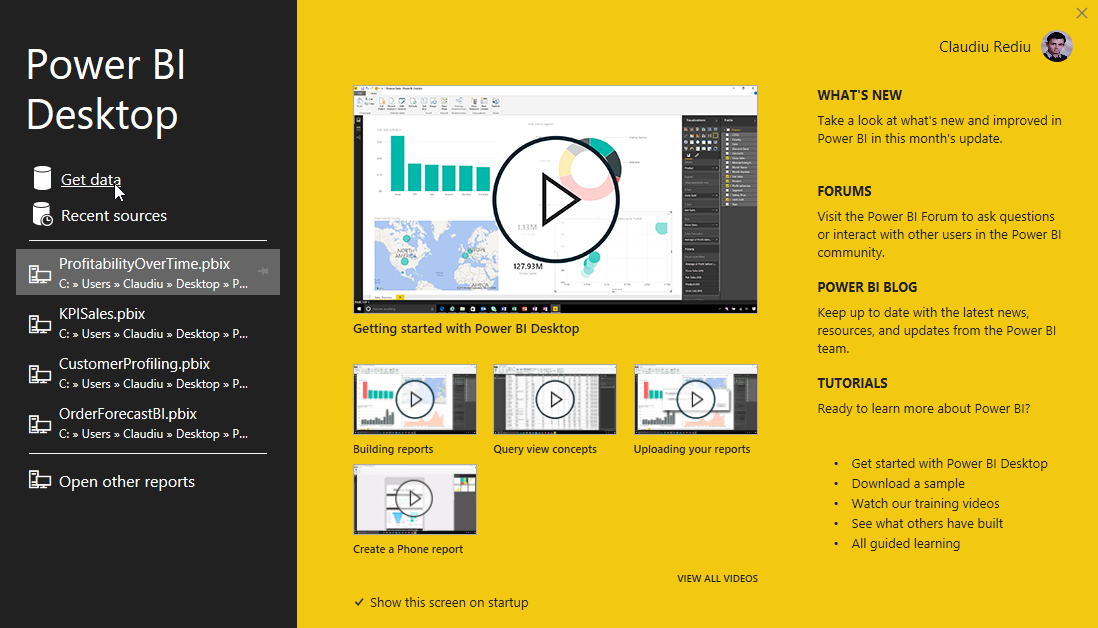 Power BI
Desktop
Get data
Recent sources
ProfitabilityOverTime.pbix
C: » Users » Claudiu » Desktop » P...
KPISales.pbix
C: » Users » Claudiu » Desktop » P...
CustomerProfiling.pbix
C: » Users » Claudiu » Desktop » P...
OrderForecastBI.pbix
C: » Users » Claudiu » Desktop » P...
Open other reports
Claudiu Rediu
1.13M
127.93M
Getting started with Power BI Desktop
Building reports
Query view concepts
Uploading your reports
Create a Phone report
VIEW ALL VIDEOS
Show this screen on startup
WHAT'S NEW
Take a look at what's new and improved in
Power BI in this month's update.
FORUMS
Visit the Power BI Forum to ask questions
or interact with other users in the Power BI
community.
POWER BI BLOG
Keep up to date with the latest news,
resources, and updates from the Power BI
team.
TUTORIALS
Ready to learn more about Power BI?
• Get started with Power BI Desktop
• Download a sample
• Watch our training videos
• See what others have built
• All guided learning